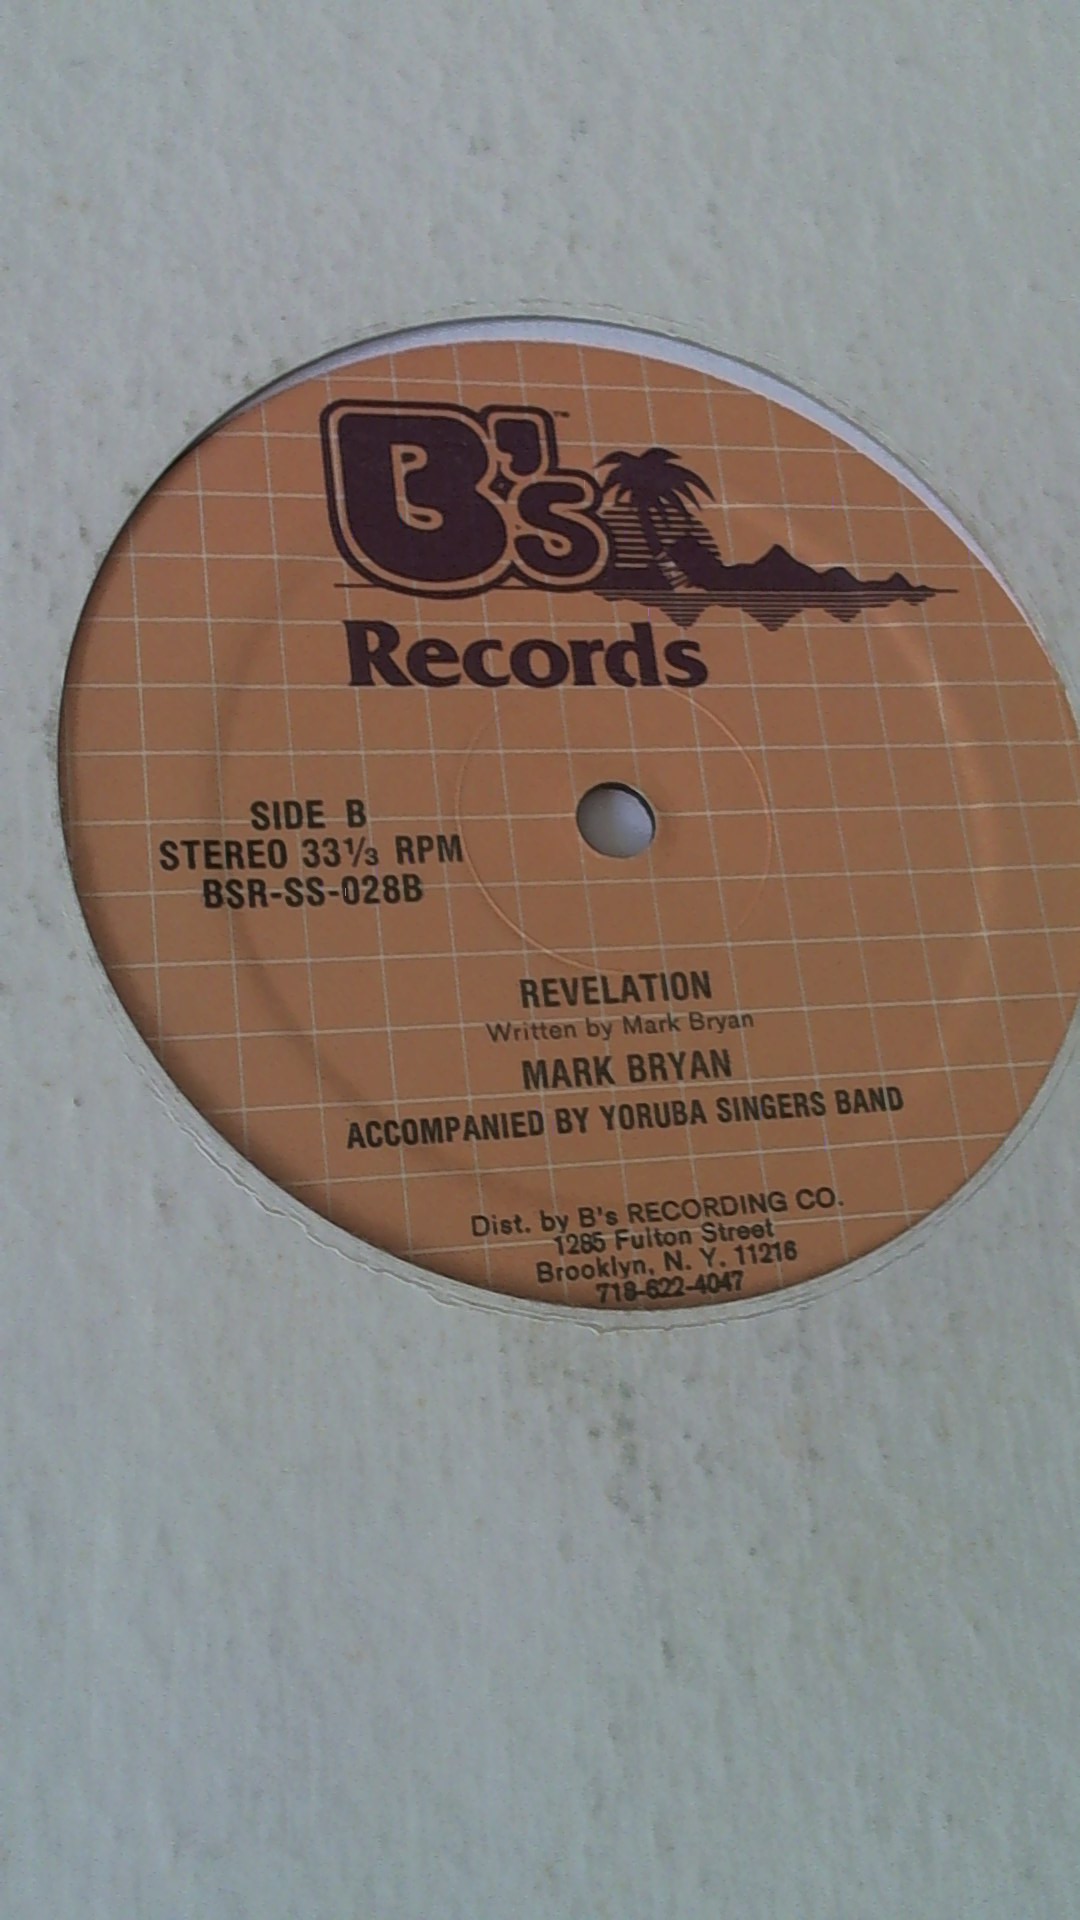 B's™
Records
SIDE B
STEREO 33⅓ RPM
BSR-SS-028B
REVELATION
Written by Mark Bryan
MARK BRYAN
ACCOMPANIED BY YORUBA SINGERS BAND
Dist. by B's RECORDING CO.
1285 Fulton Street
Brooklyn, N. Y. 11216
718-622-4047